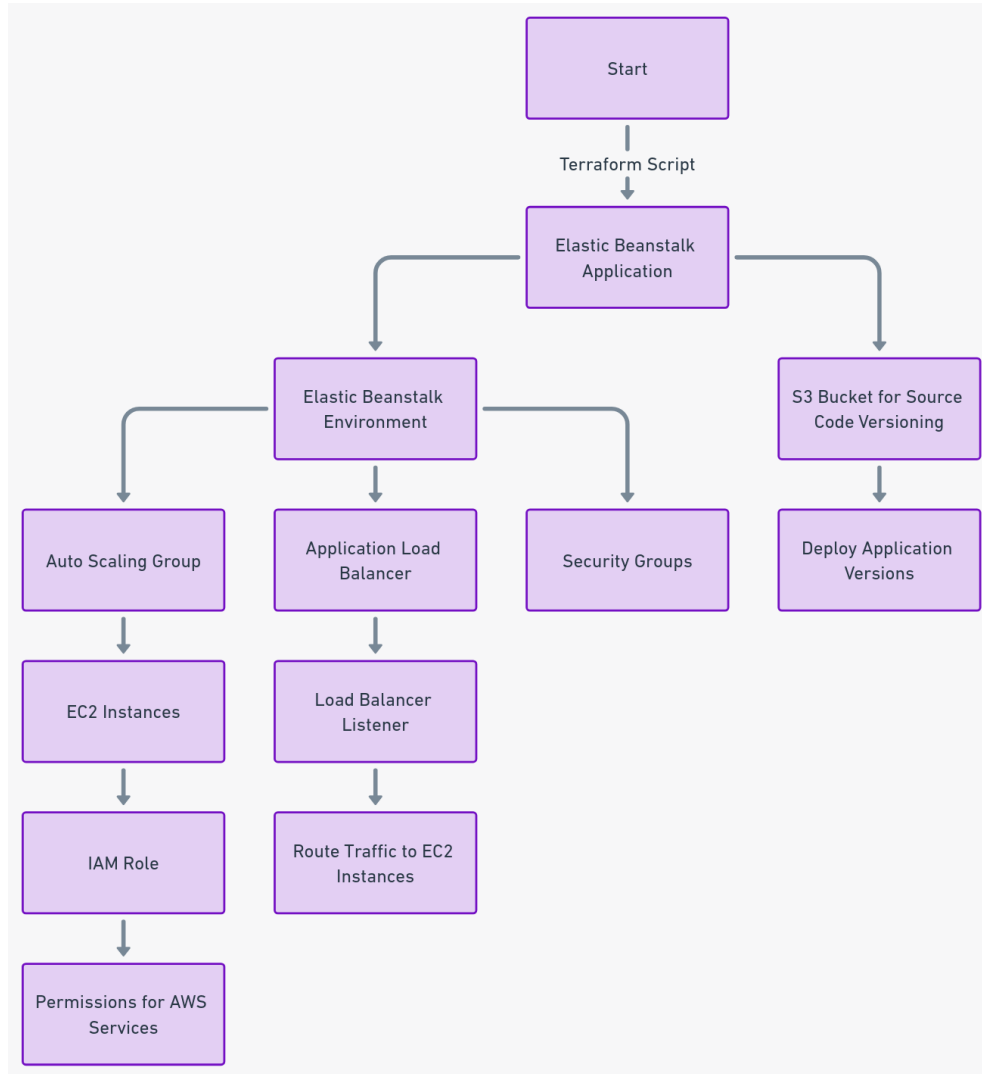 Start
Terraform Script
Elastic Beanstalk
Application
Elastic Beanstalk
Environment
S3 Bucket for Source
Code Versioning
Auto Scaling Group
Application Load
Balancer
Security Groups
Deploy Application
Versions
EC2 Instances
Load Balancer
Listener
IAM Role
Route Traffic to EC2
Instances
Permissions for AWS
Services